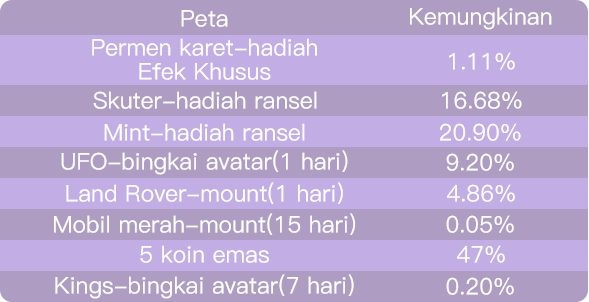 Peta Kemungkinan
Permen karet-hadiah
Efek Khusus 1.11%
Skuter-hadiah ransel 16.68%
Mint-hadiah ransel 20.90%
UFO-bingkai avatar(1 hari) 9.20%
Land Rover-mount(1 hari) 4.86%
Mobil merah-mount(15 hari) 0.05%
5 koin emas 47%
Kings-bingkai avatar(7 hari) 0.20%